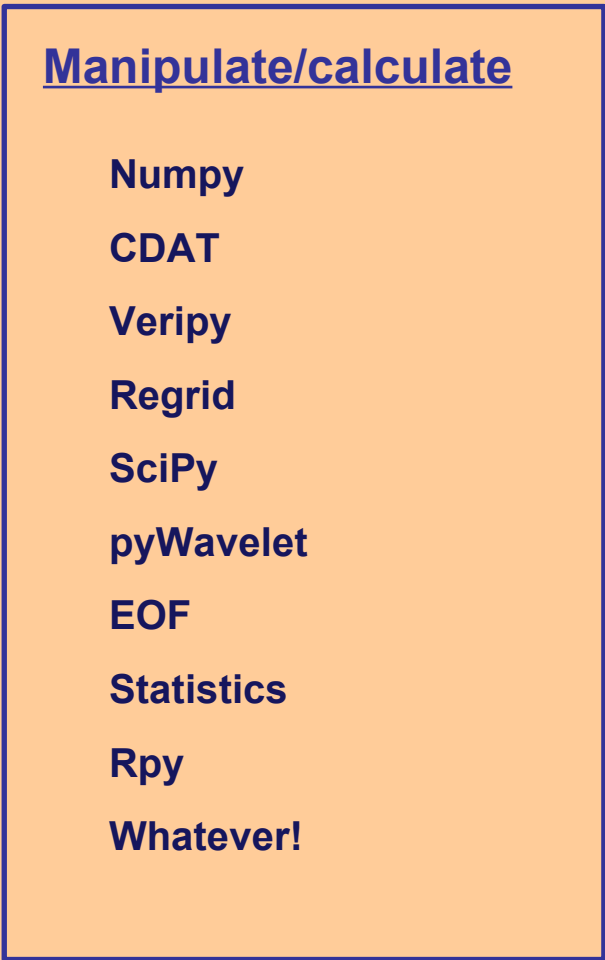 Manipulate/calculate
Numpy
CDAT
Veripy
Regrid
SciPy
pyWavelet
EOF
Statistics
Rpy
Whatever!